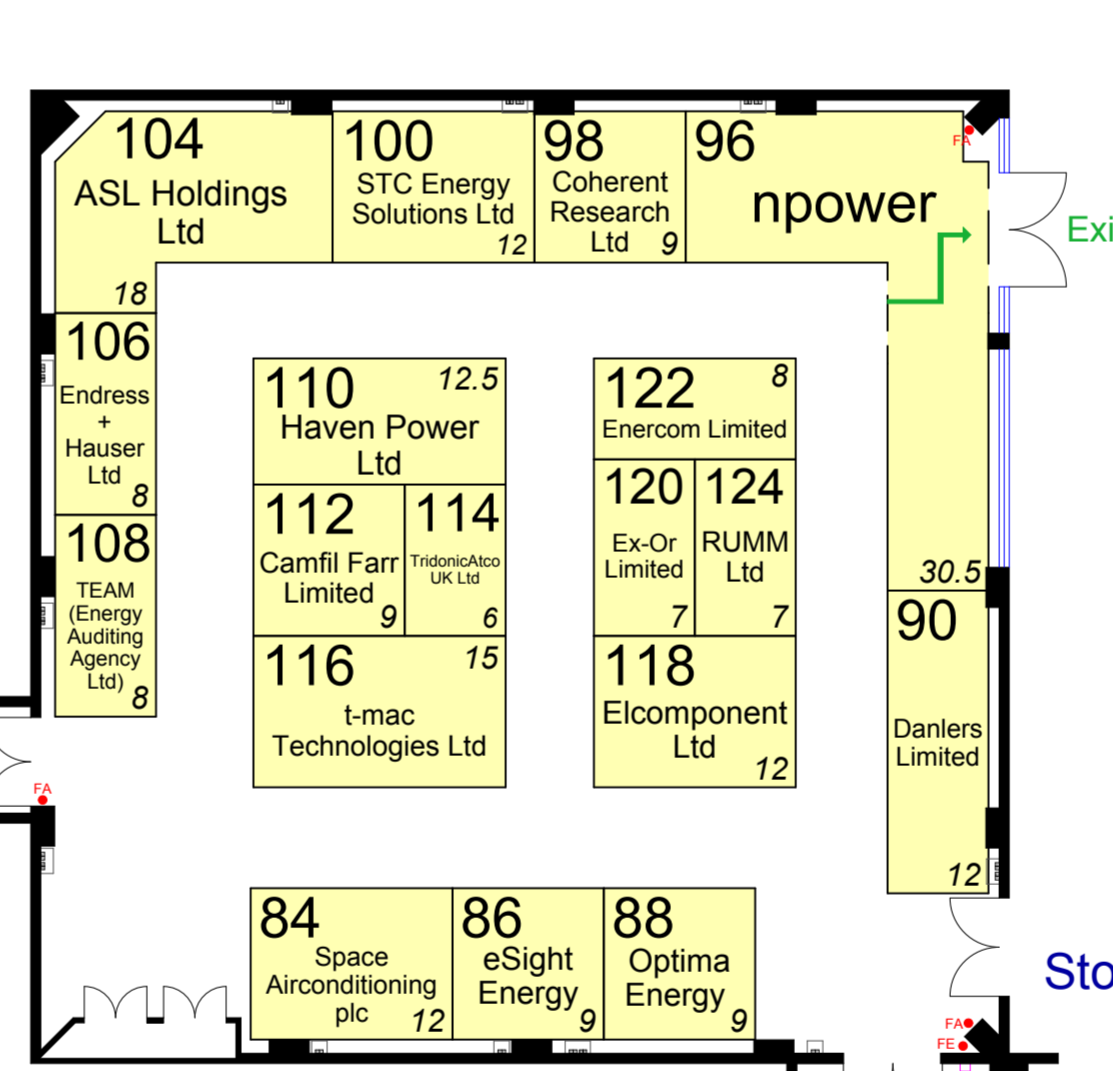 104
ASL Holdings
Ltd
18
100
STC Energy
Solutions Ltd
12
98
Coherent
Research
Ltd
9
96
npower
30.5
FA
Exi
106
Endress
+
Hauser
Ltd
8
108
TEAM
(Energy
Auditing
Agency
Ltd)
8
110
12.5
Haven Power
Ltd
112
Camfil Farr
Limited
9
114
TridonicAtco
UK Ltd
6
116
15
t-mac
Technologies Ltd
122
8
Enercom Limited
120
Ex-Or
Limited
7
124
RUMM
Ltd
7
118
Elcomponent
Ltd
12
90
Danlers
Limited
12
FA
84
Space
Airconditioning
plc
12
86
eSight
Energy
9
88
Optima
Energy
9
Sto
FA
FE